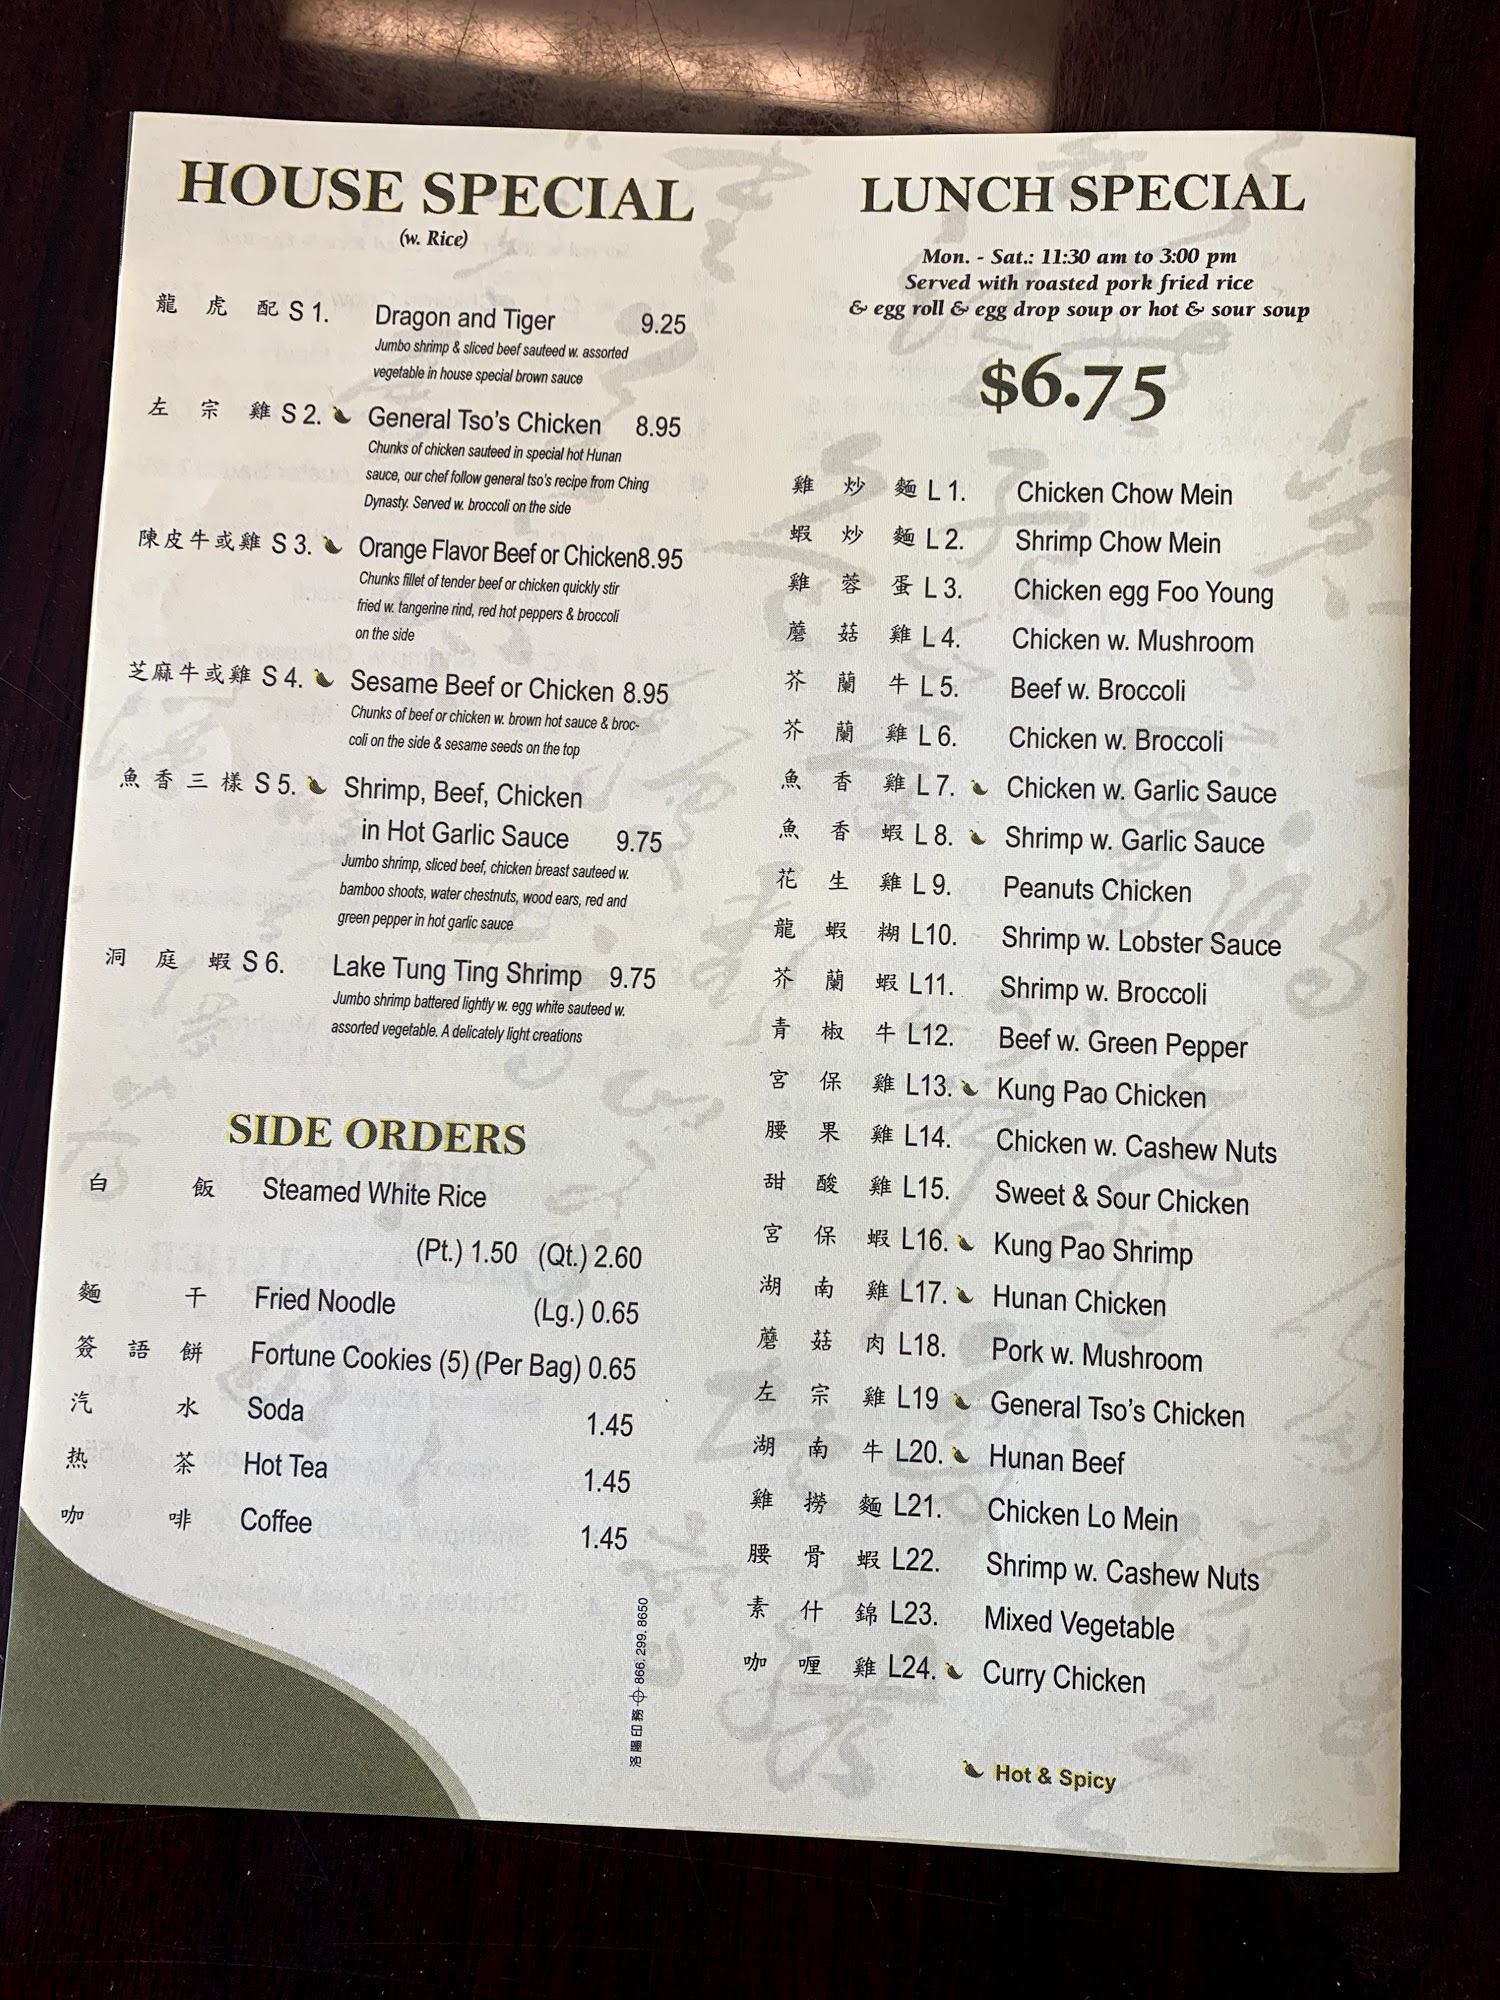 HOUSE SPECIAL
(w. Rice)
龍 虎 配 S 1. Dragon and Tiger 9.25
Jumbo shrimp & sliced beef sauteed w. assorted
vegetable in house special brown sauce
左 宗 雞 S 2. General Tso's Chicken 8.95
Chunks of chicken sauteed in special hot Hunan
sauce, our chef follow general tso's recipe from Ching
Dynasty. Served w. broccoli on the side
陳皮牛或雞 S 3. Orange Flavor Beef or Chicken8.95
Chunks fillet of tender beef or chicken quickly stir
fried w. tangerine rind, red hot peppers & broccoli
on the side
芝麻牛或雞 S 4. Sesame Beef or Chicken 8.95
Chunks of beef or chicken w. brown hot sauce & broc-
coli on the side & sesame seeds on the top
魚 香 三 樣 S 5. Shrimp, Beef, Chicken
in Hot Garlic Sauce 9.75
Jumbo shrimp, sliced beef, chicken breast sauteed w.
bamboo shoots, water chestnuts, wood ears, red and
green pepper in hot garlic sauce
洞 庭 蝦 S 6. Lake Tung Ting Shrimp 9.75
Jumbo shrimp battered lightly w. egg white sauteed w.
assorted vegetable. A delicately light creations
SIDE ORDERS
白 飯 Steamed White Rice
(Pt.) 1.50 (Qt.) 2.60
麵 干 Fried Noodle (Lg.) 0.65
簽 語 餅 Fortune Cookies (5) (Per Bag) 0.65
汽 水 Soda 1.45
热 茶 Hot Tea 1.45
咖 啡 Coffee 1.45
洛陽印務 866.299.8650
LUNCH SPECIAL
Mon. - Sat.: 11:30 am to 3:00 pm
Served with roasted pork fried rice
& egg roll & egg drop soup or hot & sour soup
$6.75
雞 炒 麵 L 1. Chicken Chow Mein
蝦 炒 麵 L 2. Shrimp Chow Mein
雞 蓉 蛋 L 3. Chicken egg Foo Young
蘑 菇 雞 L 4. Chicken w. Mushroom
芥 蘭 牛 L 5. Beef w. Broccoli
芥 蘭 雞 L 6. Chicken w. Broccoli
魚 香 雞 L 7. Chicken w. Garlic Sauce
魚 香 蝦 L 8. Shrimp w. Garlic Sauce
花 生 雞 L 9. Peanuts Chicken
龍 蝦 糊 L10. Shrimp w. Lobster Sauce
芥 蘭 蝦 L11. Shrimp w. Broccoli
青 椒 牛 L12. Beef w. Green Pepper
宮 保 雞 L13. Kung Pao Chicken
腰 果 雞 L14. Chicken w. Cashew Nuts
甜 酸 雞 L15. Sweet & Sour Chicken
宮 保 蝦 L16. Kung Pao Shrimp
湖 南 雞 L17. Hunan Chicken
蘑 菇 肉 L18. Pork w. Mushroom
左 宗 雞 L19 General Tso's Chicken
湖 南 牛 L20. Hunan Beef
雞 撈 麵 L21. Chicken Lo Mein
腰 骨 蝦 L22. Shrimp w. Cashew Nuts
素 什 錦 L23. Mixed Vegetable
咖 喱 雞 L24. Curry Chicken
Hot & Spicy